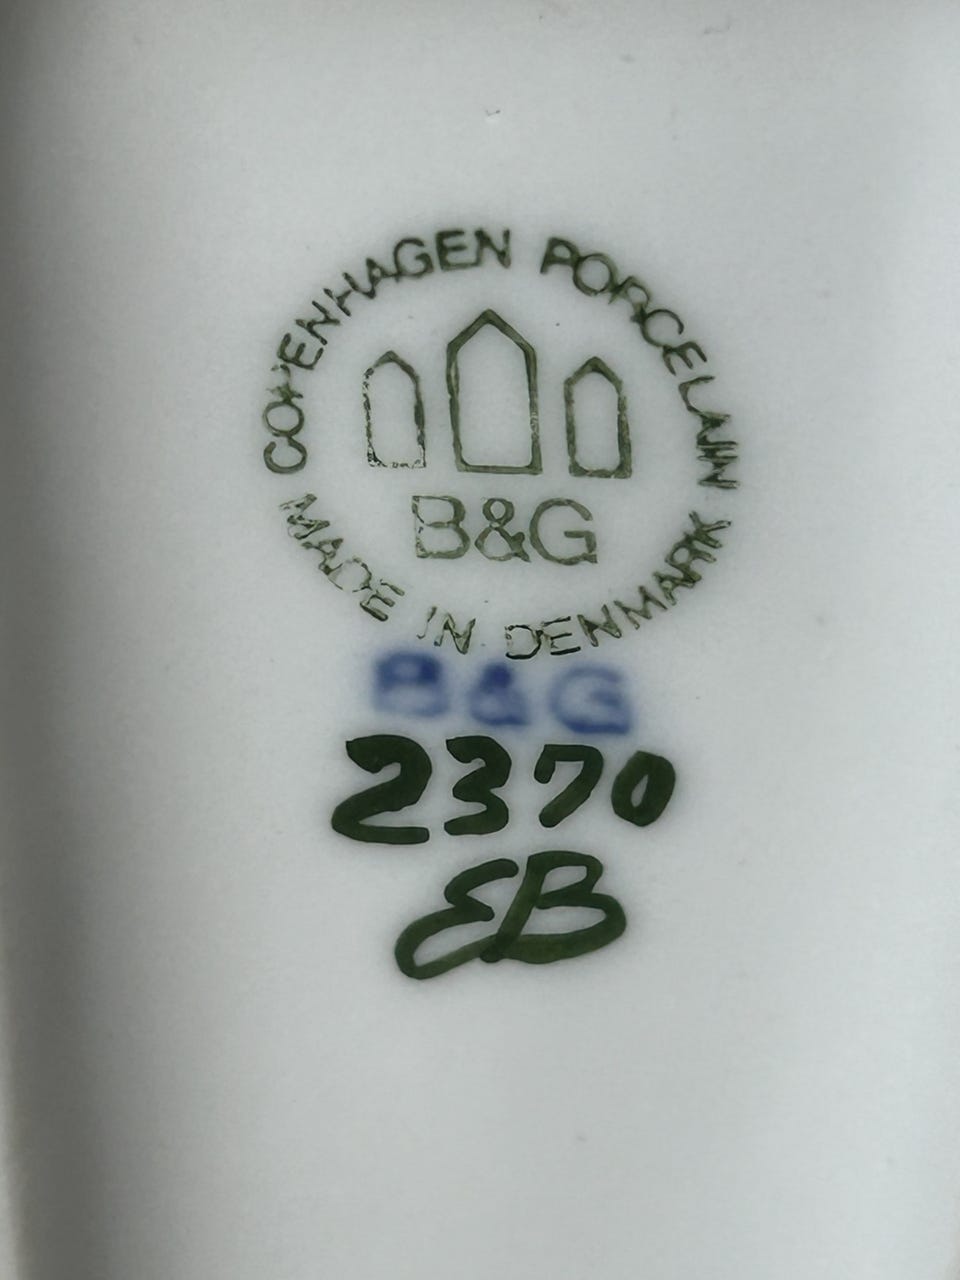 COPENHAGEN PORCELAIN
B&G
MADE IN DENMARK
B&G
2370
EB